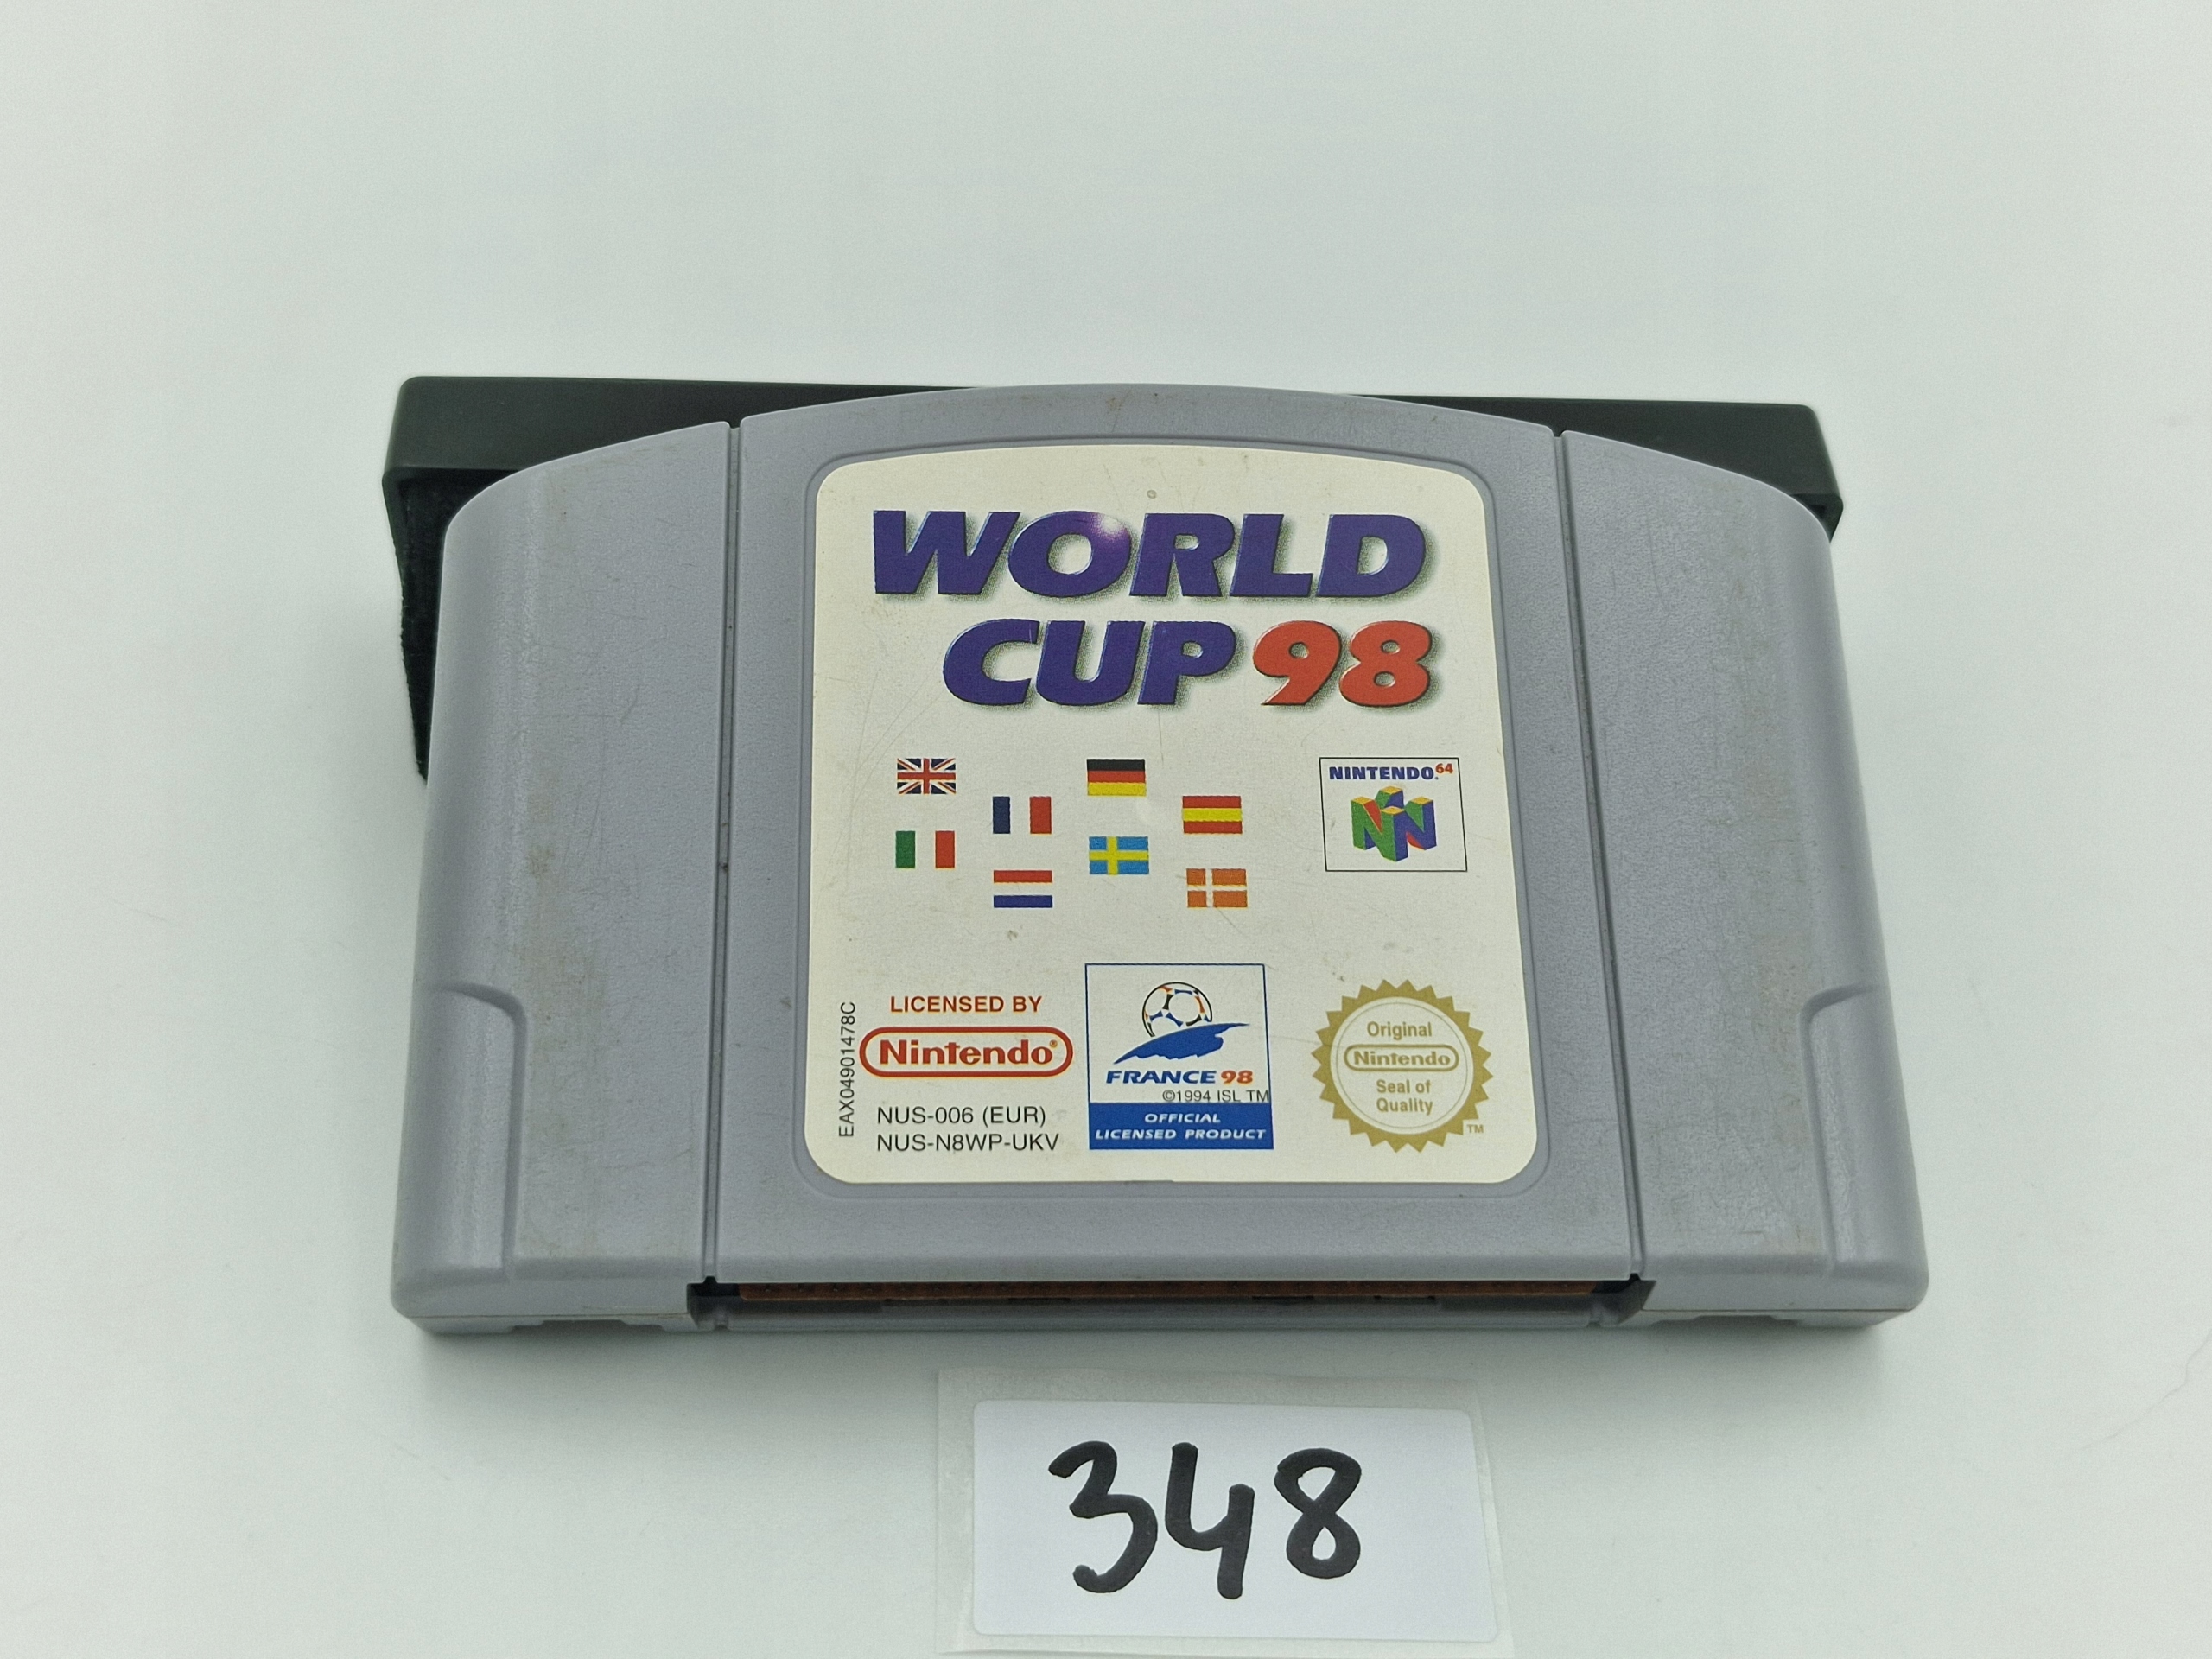 WORLD
CUP 98
NINTENDO64
EAX04901478C
LICENSED BY
Nintendo®
NUS-006 (EUR)
NUS-N8WP-UKV
FRANCE 98
©1994 ISL TM
OFFICIAL
LICENSED PRODUCT
Original
Nintendo
Seal of
Quality
TM
348